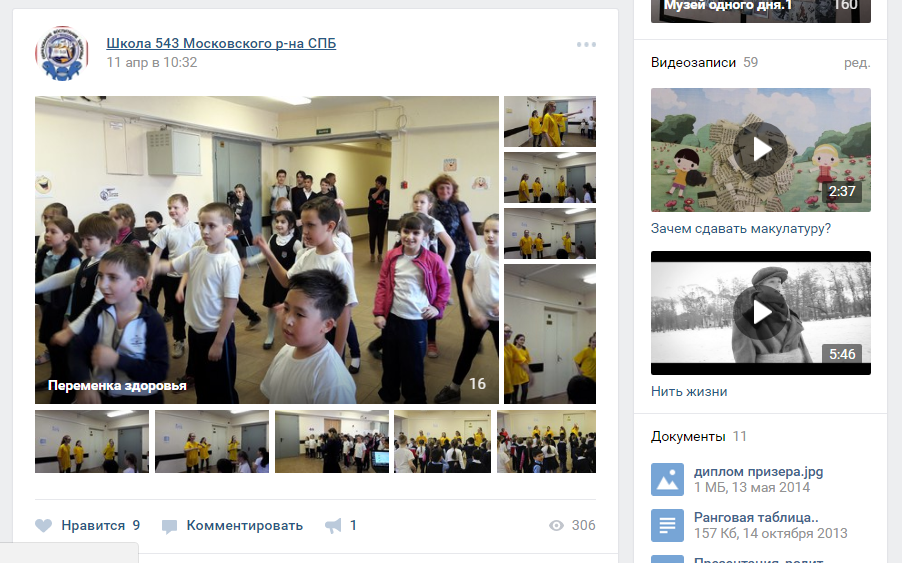 Школа 543 Московского р-на СПБ
11 апр в 10:32
Переменка здоровья
16
Нравится 9
Комментировать
1
306
Музей одного дня.1
160
Видеозаписи 59
ред.
2:37
Зачем сдавать макулатуру?
5:46
Нить жизни
Документы 11
диплом призера.jpg
1 МБ, 13 мая 2014
Ранговая таблица..
157 Кб, 14 октября 2013